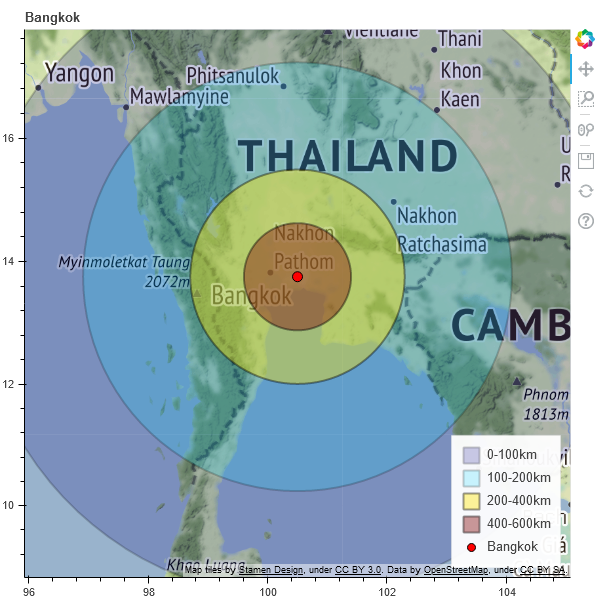 Bangkok
Vientiane
Thani
Yangon
Phitsanulok
Khon
Kaen
Mawlamyine
16
THAILAND
U
R
Nakhon
Ratchasima
Nakhon
Pathom
14
Myinmoletkat Taung
2072m
Bangkok
CAMB
12
Phnom
1813m
0-100km
100-200km
200-400km
400-600km
Bangkok
10
Giá
Khao Luang
Map tiles by Stamen Design, under CC BY 3.0. Data by OpenStreetMap, under CC BY SA.
96
98
100
102
104